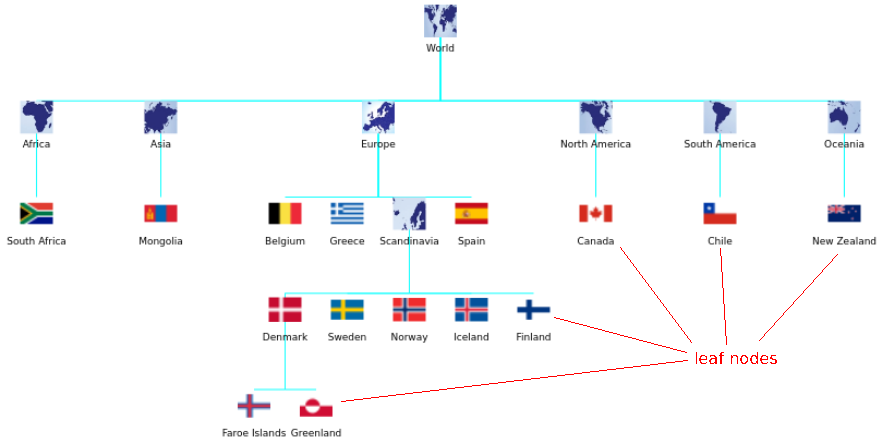 World
Africa
Asia
Europe
North America
South America
Oceania
South Africa
Mongolia
Belgium
Greece
Scandinavia
Spain
Canada
Chile
New Zealand
Denmark
Sweden
Norway
Iceland
Finland
leaf nodes
Faroe Islands
Greenland